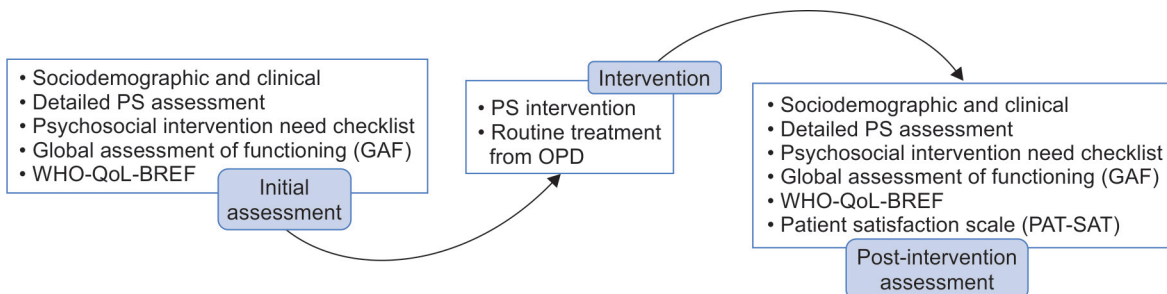 • Sociodemographic and clinical
• Detailed PS assessment
• Psychosocial intervention need checklist
• Global assessment of functioning (GAF)
• WHO-QoL-BREF
Initial
assessment
Intervention
• PS intervention
• Routine treatment
from OPD
• Sociodemographic and clinical
• Detailed PS assessment
• Psychosocial intervention need checklist
• Global assessment of functioning (GAF)
• WHO-QoL-BREF
• Patient satisfaction scale (PAT-SAT)
Post-intervention
assessment